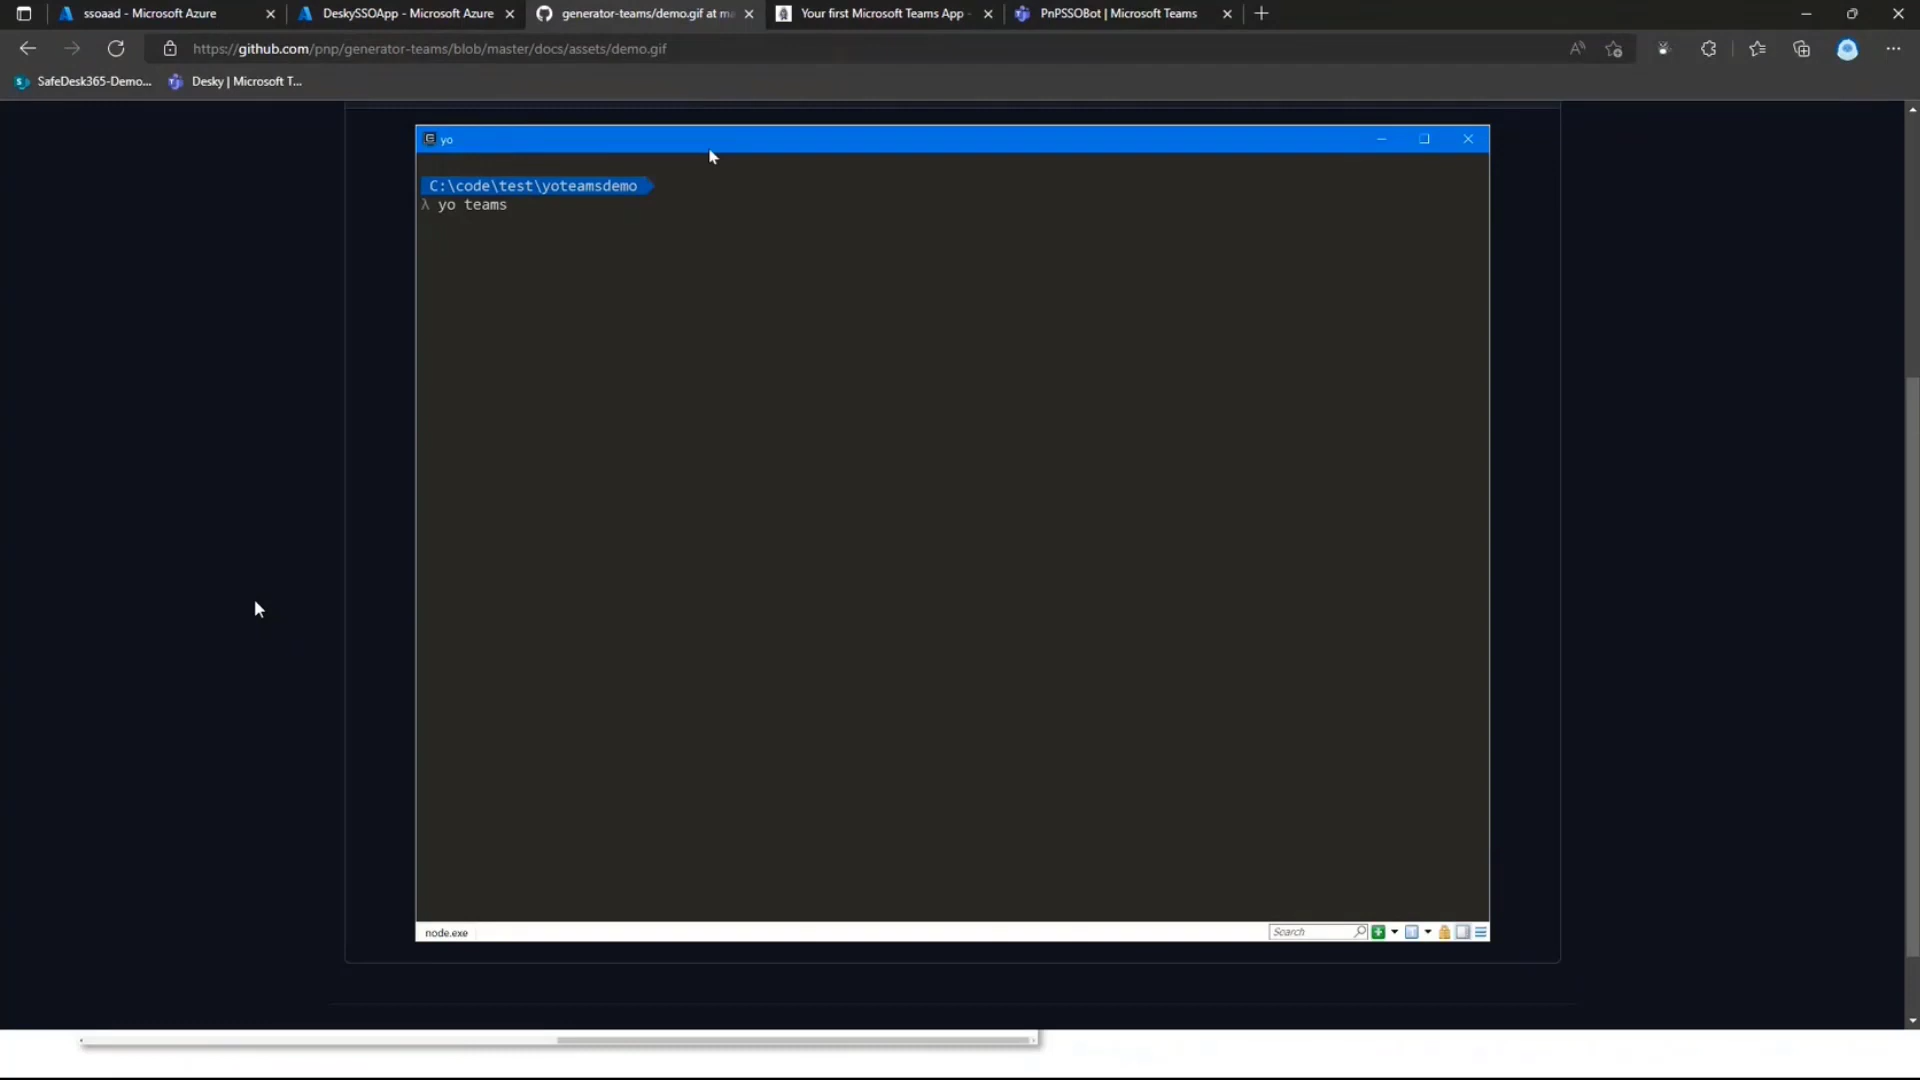 ssoaad - Microsoft Azure
DeskySSOApp - Microsoft Azure
generator-teams/demo.gif at ma
Your first Microsoft Teams App -
PnPSSOBot | Microsoft Teams
https://github.com/pnp/generator-teams/blob/master/docs/assets/demo.gif
SafeDesk365-Demo...
Desky | Microsoft T...
yo
C:\code\test\yoteamsdemo
λ yo teams
node.exe
Search